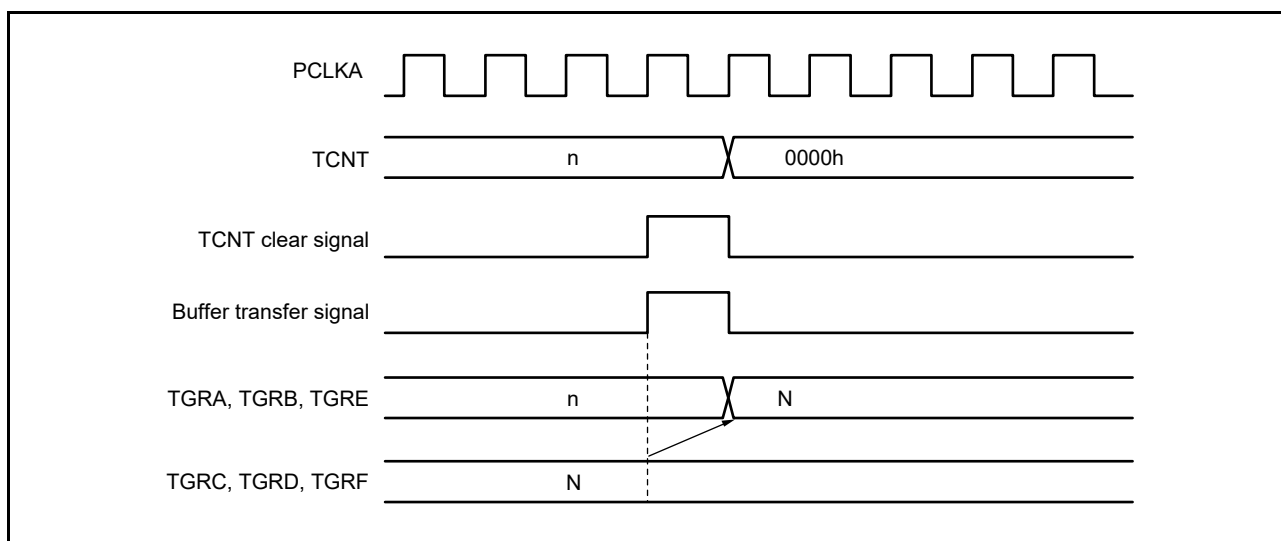 PCLKA
TCNT n 0000h
TCNT clear signal
Buffer transfer signal
TGRA, TGRB, TGRE n N
TGRC, TGRD, TGRF N